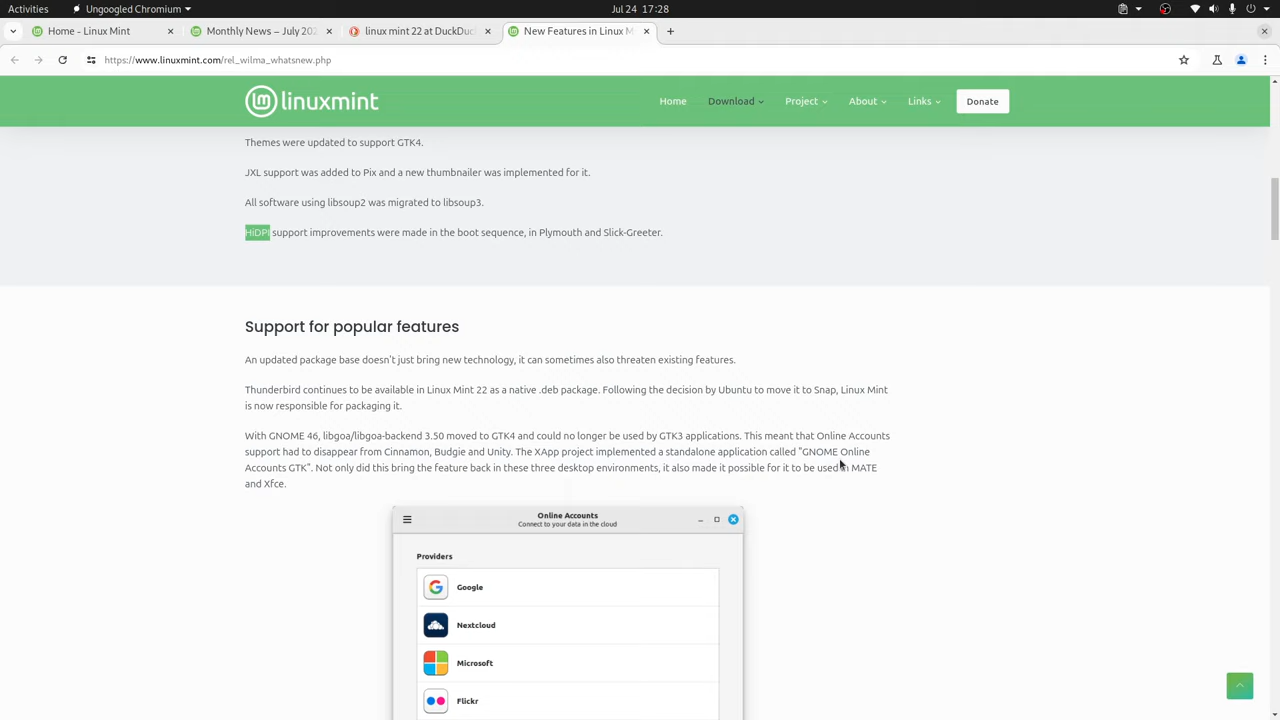 Activities Ungoogled Chromium Jul 24 17:28
Home - Linux Mint Monthly News – July 202 linux mint 22 at DuckDuc New Features in Linux M
https://www.linuxmint.com/rel_wilma_whatsnew.php
linuxmint Home Download Project About Links Donate
Themes were updated to support GTK4.
JXL support was added to Pix and a new thumbnailer was implemented for it.
All software using libsoup2 was migrated to libsoup3.
HiDPI support improvements were made in the boot sequence, in Plymouth and Slick-Greeter.
Support for popular features
An updated package base doesn't just bring new technology, it can sometimes also threaten existing features.
Thunderbird continues to be available in Linux Mint 22 as a native .deb package. Following the decision by Ubuntu to move it to Snap, Linux Mint
is now responsible for packaging it.
With GNOME 46, libgoa/libgoa-backend 3.50 moved to GTK4 and could no longer be used by GTK3 applications. This meant that Online Accounts
support had to disappear from Cinnamon, Budgie and Unity. The XApp project implemented a standalone application called "GNOME Online
Accounts GTK". Not only did this bring the feature back in these three desktop environments, it also made it possible for it to be used in MATE
and Xfce.
Online Accounts
Connect to your data in the cloud
Providers
Google
Nextcloud
Microsoft
Flickr